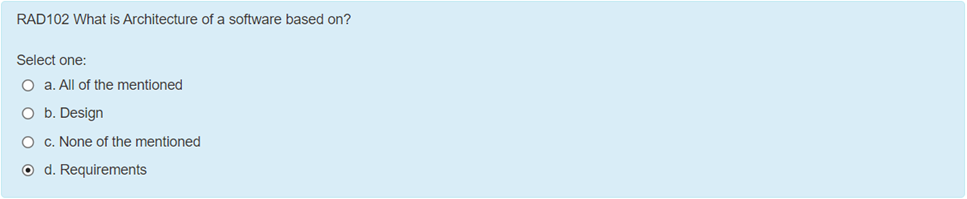 RAD102 What is Architecture of a software based on?
Select one:
a. All of the mentioned
b. Design
c. None of the mentioned
d. Requirements